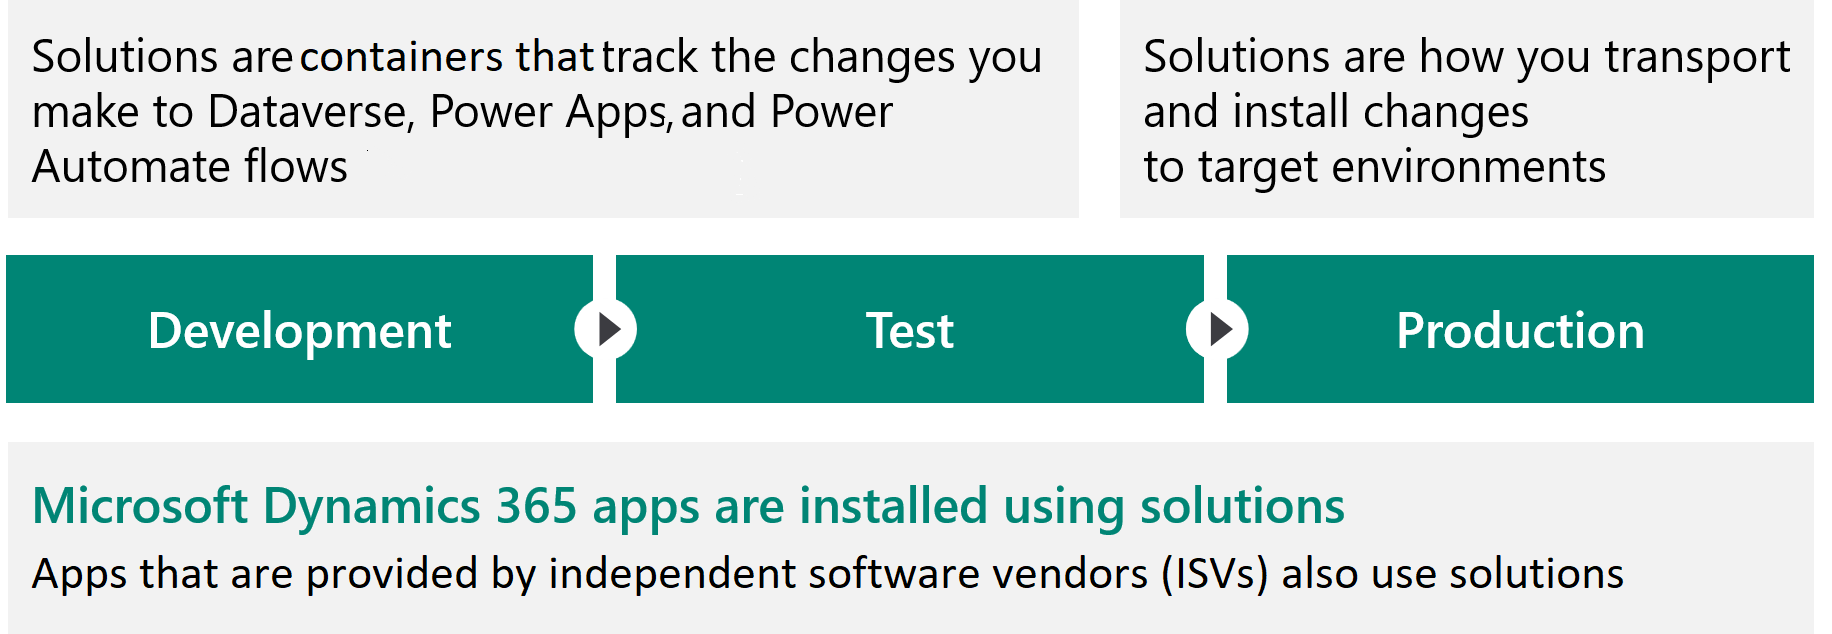 Solutions are containers that track the changes you
make to Dataverse, Power Apps, and Power
Automate flows
Solutions are how you transport
and install changes
to target environments
Development
Test
Production
Microsoft Dynamics 365 apps are installed using solutions
Apps that are provided by independent software vendors (ISVs) also use solutions